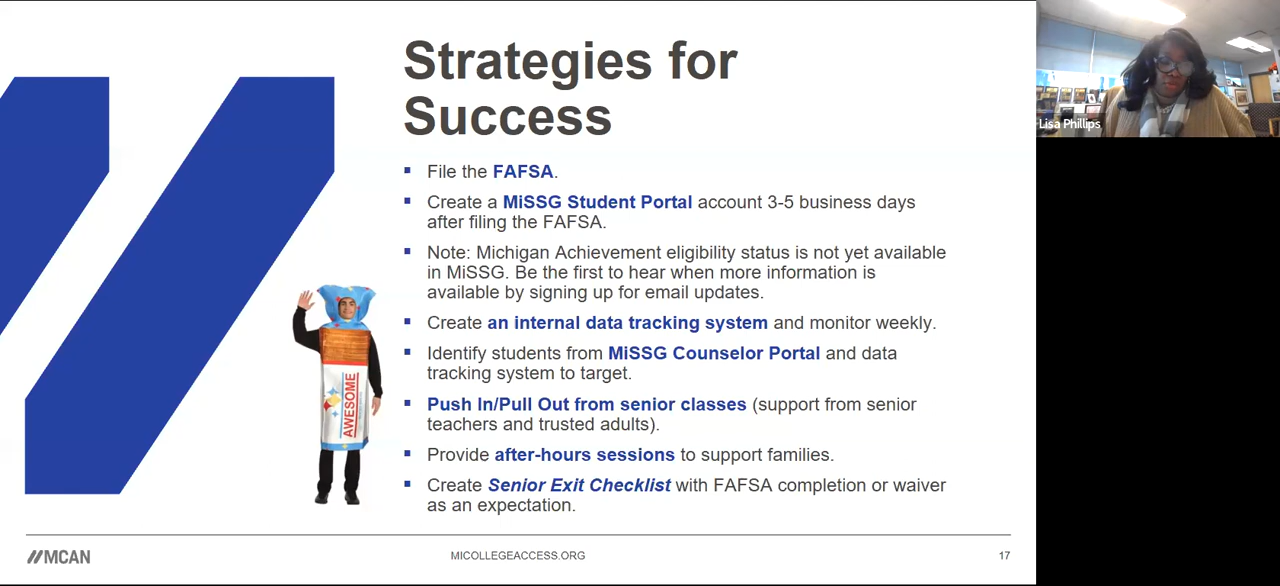 Strategies for
Success
File the FAFSA.
Create a MiSSG Student Portal account 3-5 business days
after filing the FAFSA.
Note: Michigan Achievement eligibility status is not yet available
in MiSSG. Be the first to hear when more information is
available by signing up for email updates.
Create an internal data tracking system and monitor weekly.
Identify students from MiSSG Counselor Portal and data
tracking system to target.
Push In/Pull Out from senior classes (support from senior
teachers and trusted adults).
Provide after-hours sessions to support families.
Create Senior Exit Checklist with FAFSA completion or waiver
as an expectation.
AWESOME
MCAN
MICOLLEGEACCESS.ORG
17
Lisa Phillips